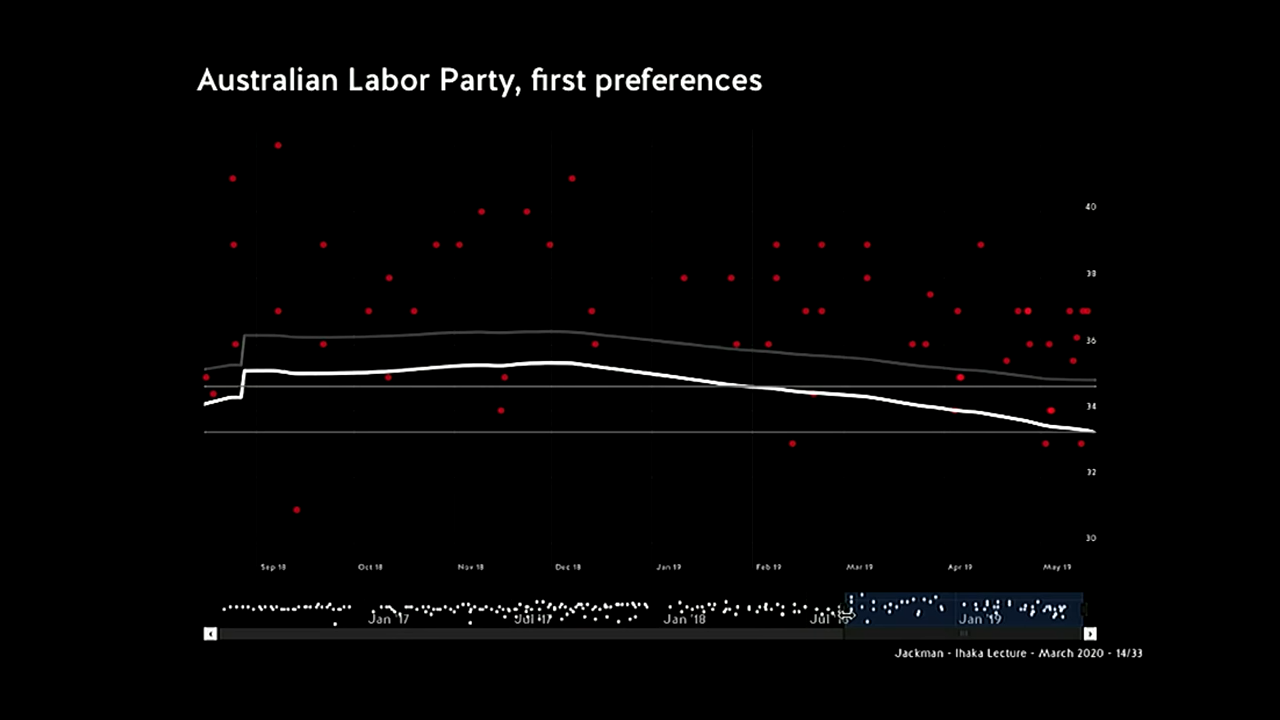 Australian Labor Party, first preferences
40
38
36
34
32
30
Sep 18 Oct 18 Nov 18 Dec 18 Jan 19 Feb 19 Mar 19 Apr 19 May 19
Jan '17 Jul '17 Jan '18 Jan '19
Jackman - Ihaka Lecture - March 2020 - 14/33